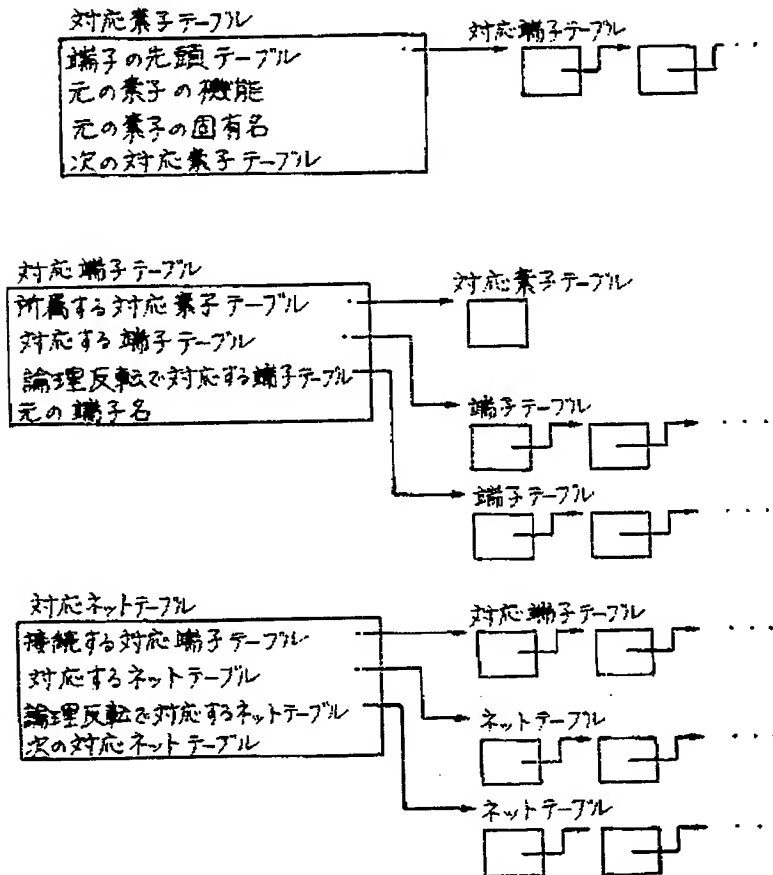 対応素子テーブル
端子の先頭テーブル
元の素子の機能
元の素子の固有名
次の対応素子テーブル
対応端子テーブル
対応端子テーブル
所属する対応素子テーブル
対応する端子テーブル
論理反転で対応する端子テーブル
元の端子名
対応素子テーブル
端子テーブル
端子テーブル
対応ネットテーブル
接続する対応端子テーブル
対応するネットテーブル
論理反転で対応するネットテーブル
次の対応ネットテーブル
対応端子テーブル
ネットテーブル
ネットテーブル